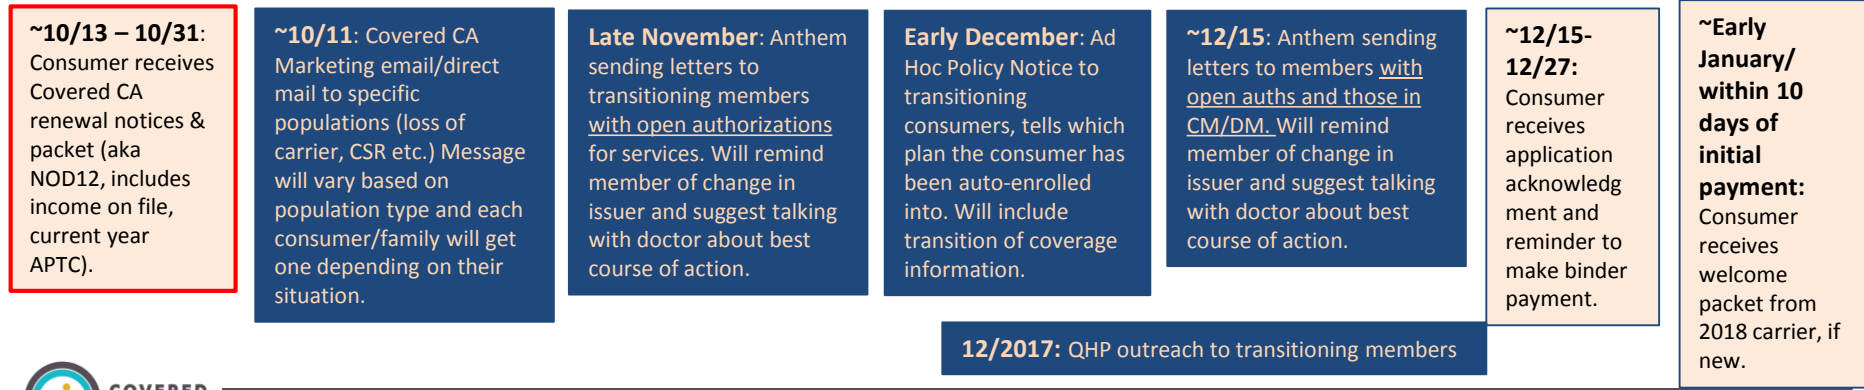 ~10/13 – 10/31:
Consumer receives
Covered CA
renewal notices &
packet (aka
NOD12, includes
income on file,
current year
APTC).
~10/11: Covered CA
Marketing email/direct
mail to specific
populations (loss of
carrier, CSR etc.) Message
will vary based on
population type and each
consumer/family will get
one depending on their
situation.
Late November: Anthem
sending letters to
transitioning members
with open authorizations
for services. Will remind
member of change in
issuer and suggest talking
with doctor about best
course of action.
Early December: Ad
Hoc Policy Notice to
transitioning
consumers, tells which
plan the consumer has
been auto-enrolled
into. Will include
transition of coverage
information.
~12/15: Anthem sending
letters to members with
open auths and those in
CM/DM. Will remind
member of change in
issuer and suggest talking
with doctor about best
course of action.
~12/15-
12/27:
Consumer
receives
application
acknowledg
ment and
reminder to
make binder
payment.
~Early
January/
within 10
days of
initial
payment:
Consumer
receives
welcome
packet from
2018 carrier, if
new.
12/2017: QHP outreach to transitioning members
COVERED